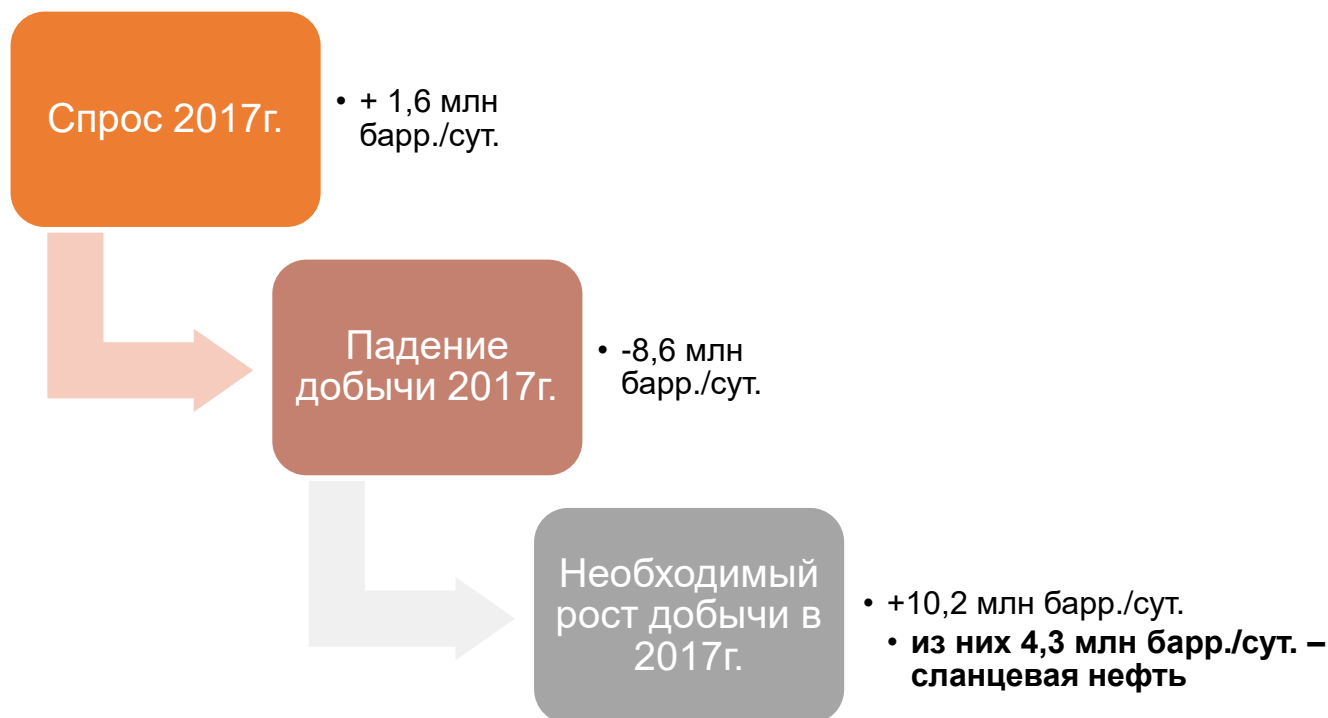 Спрос 2017г.
• + 1,6 млн
барр./сут.
Падение
добычи 2017г.
• -8,6 млн
барр./сут.
Необходимый
рост добычи в
2017г.
• +10,2 млн барр./сут.
• из них 4,3 млн барр./сут. –
сланцевая нефть